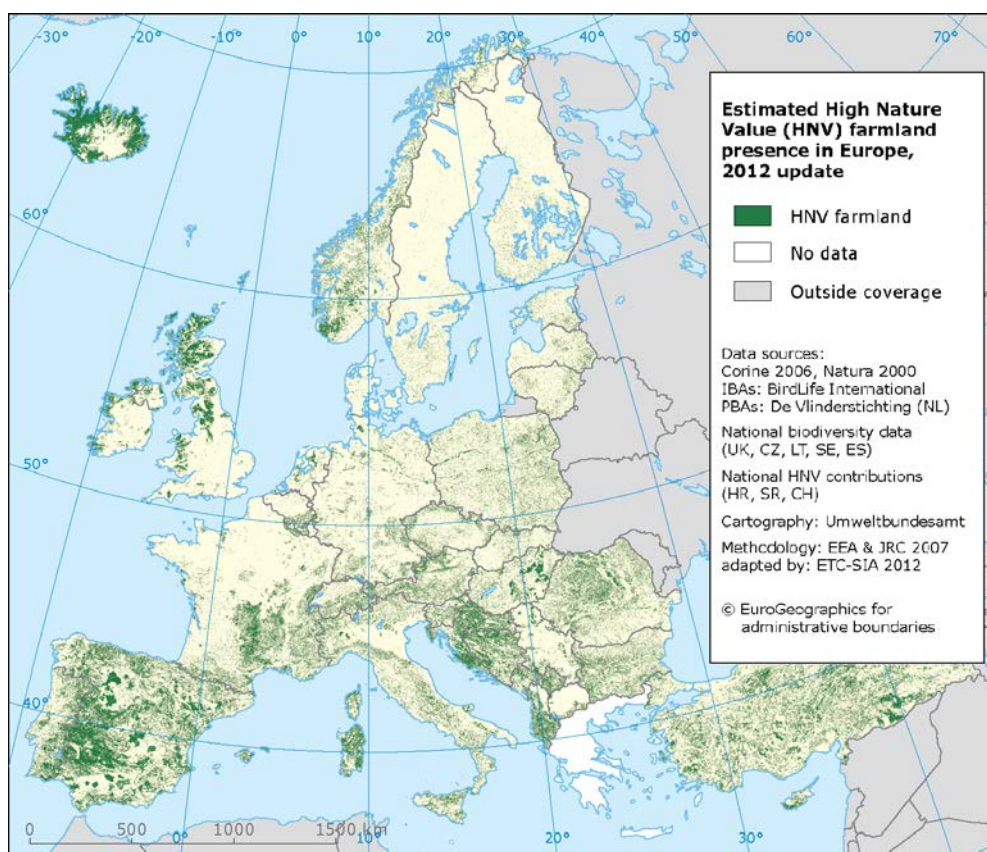 -30°
-20°
-10°
0°
10°
20°
30°
40°
50°
60°
70°
60°
50°
40°
Estimated High Nature
Value (HNV) farmland
presence in Europe,
2012 update
HNV farmland
No data
Outside coverage
Data sources:
Corine 2006, Natura 2000
IBAs: BirdLife International
PBAs: De Vlinderstichting (NL)
National biodiversity data
(UK, CZ, LT, SE, ES)
National HNV contributions
(HR, SR, CH)
Cartography: Umweltbundesamt
Methodology: EEA & JRC 2007
adapted by: ETC-SIA 2012
© EuroGeographics for
administrative boundaries
0 500 1000 1500 km
0° 10° 20° 30° 40°